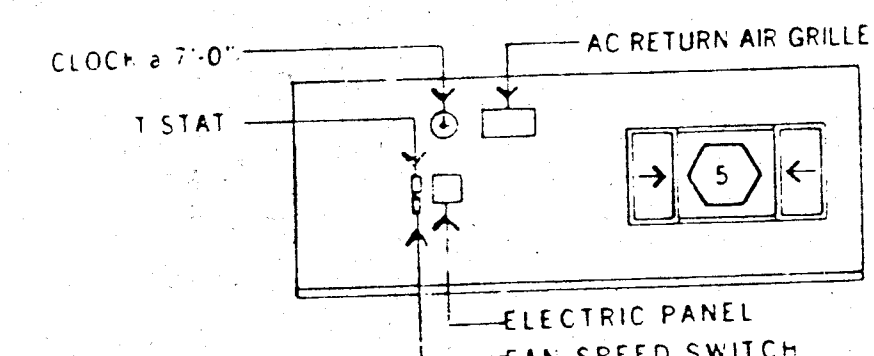 CLOCK @ 7'-0"
AC RETURN AIR GRILLE
T STAT
5
ELECTRIC PANEL
FAN SPEED SWITCH